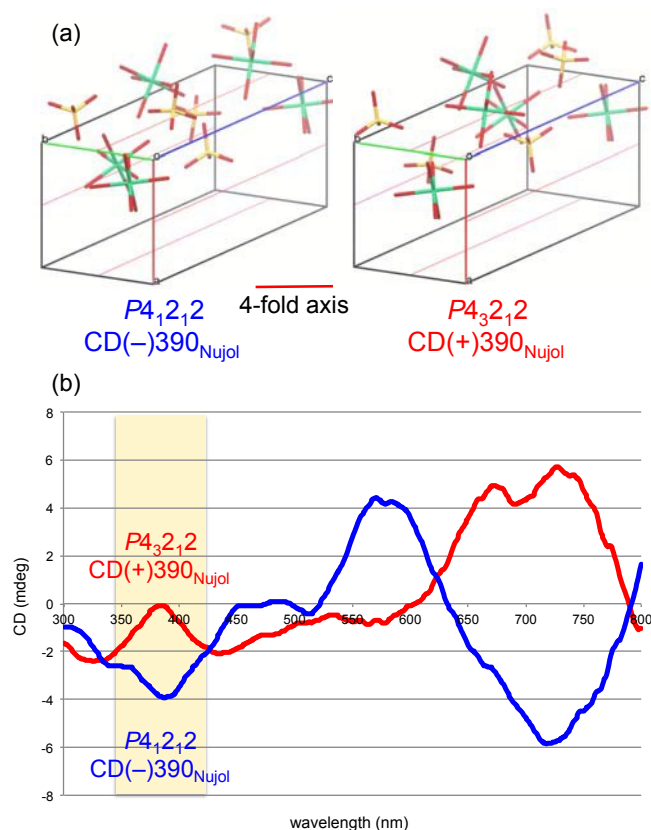 (a)
b
o
c
a
b
o
c
a
P4₁2₁2
CD(–)390Nujol
4-fold axis
P4₃2₁2
CD(+)390Nujol
(b)
8
6
4
2
0
-2
-4
-6
-8
CD (mdeg)
P4₃2₁2
CD(+)390Nujol
300 350 400 450 500 550 600 650 700 750 800
P4₁2₁2
CD(–)390Nujol
wavelength (nm)